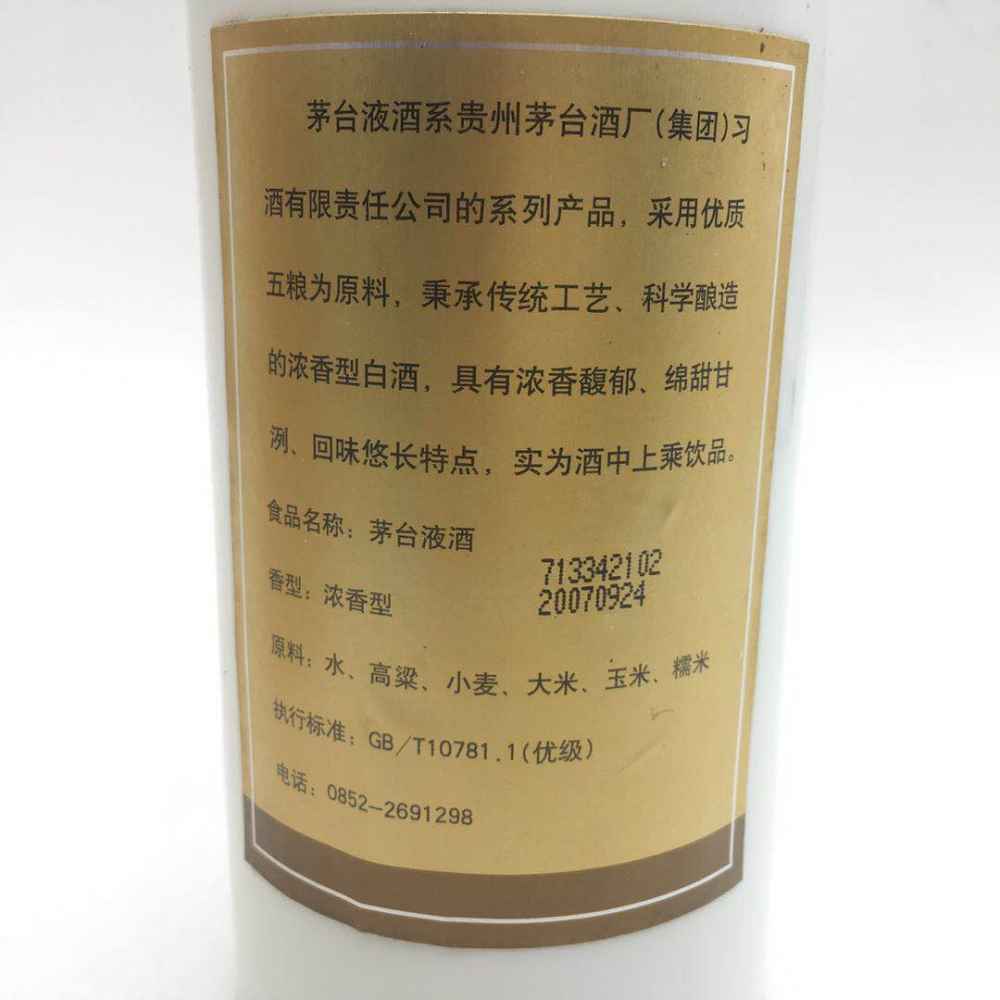 茅台液酒系贵州茅台酒厂(集团)习
酒有限责任公司的系列产品，采用优质
五粮为原料，秉承传统工艺、科学酿造
的浓香型白酒，具有浓香馥郁、绵甜甘
洌、回味悠长特点，实为酒中上乘饮品。
食品名称：茅台液酒
713342102
香型：浓香型
20070924
原料：水、高粱、小麦、大米、玉米、糯米
执行标准：GB/T10781.1(优级)
电话：0852-2691298